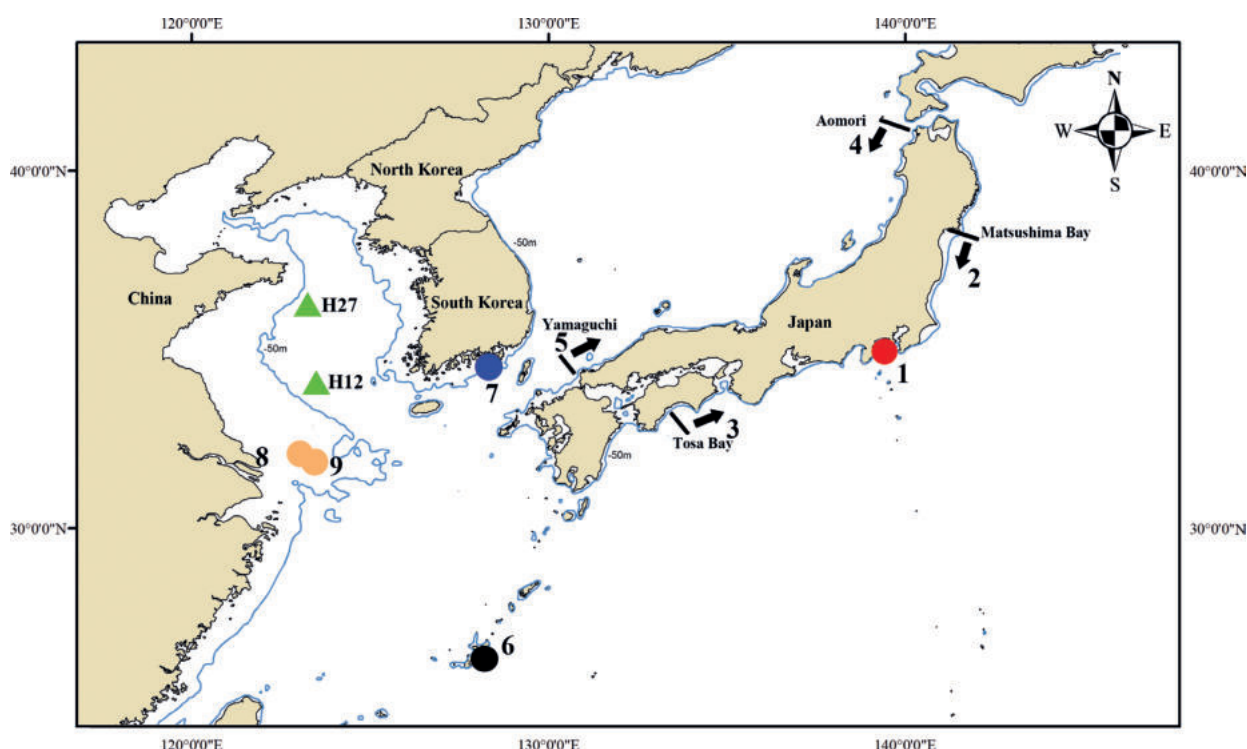 120°0'0"E 130°0'0"E 140°0'0"E
N
W E
S
Aomori
4
40°0'0"N 40°0'0"N
North Korea
Matsushima Bay
2
-50m
China
H27
South Korea
Japan
Yamaguchi
5
-50m
1
H12
7
3
Tosa Bay
8
9
-50m
30°0'0"N 30°0'0"N
6
120°0'0"E 130°0'0"E 140°0'0"E